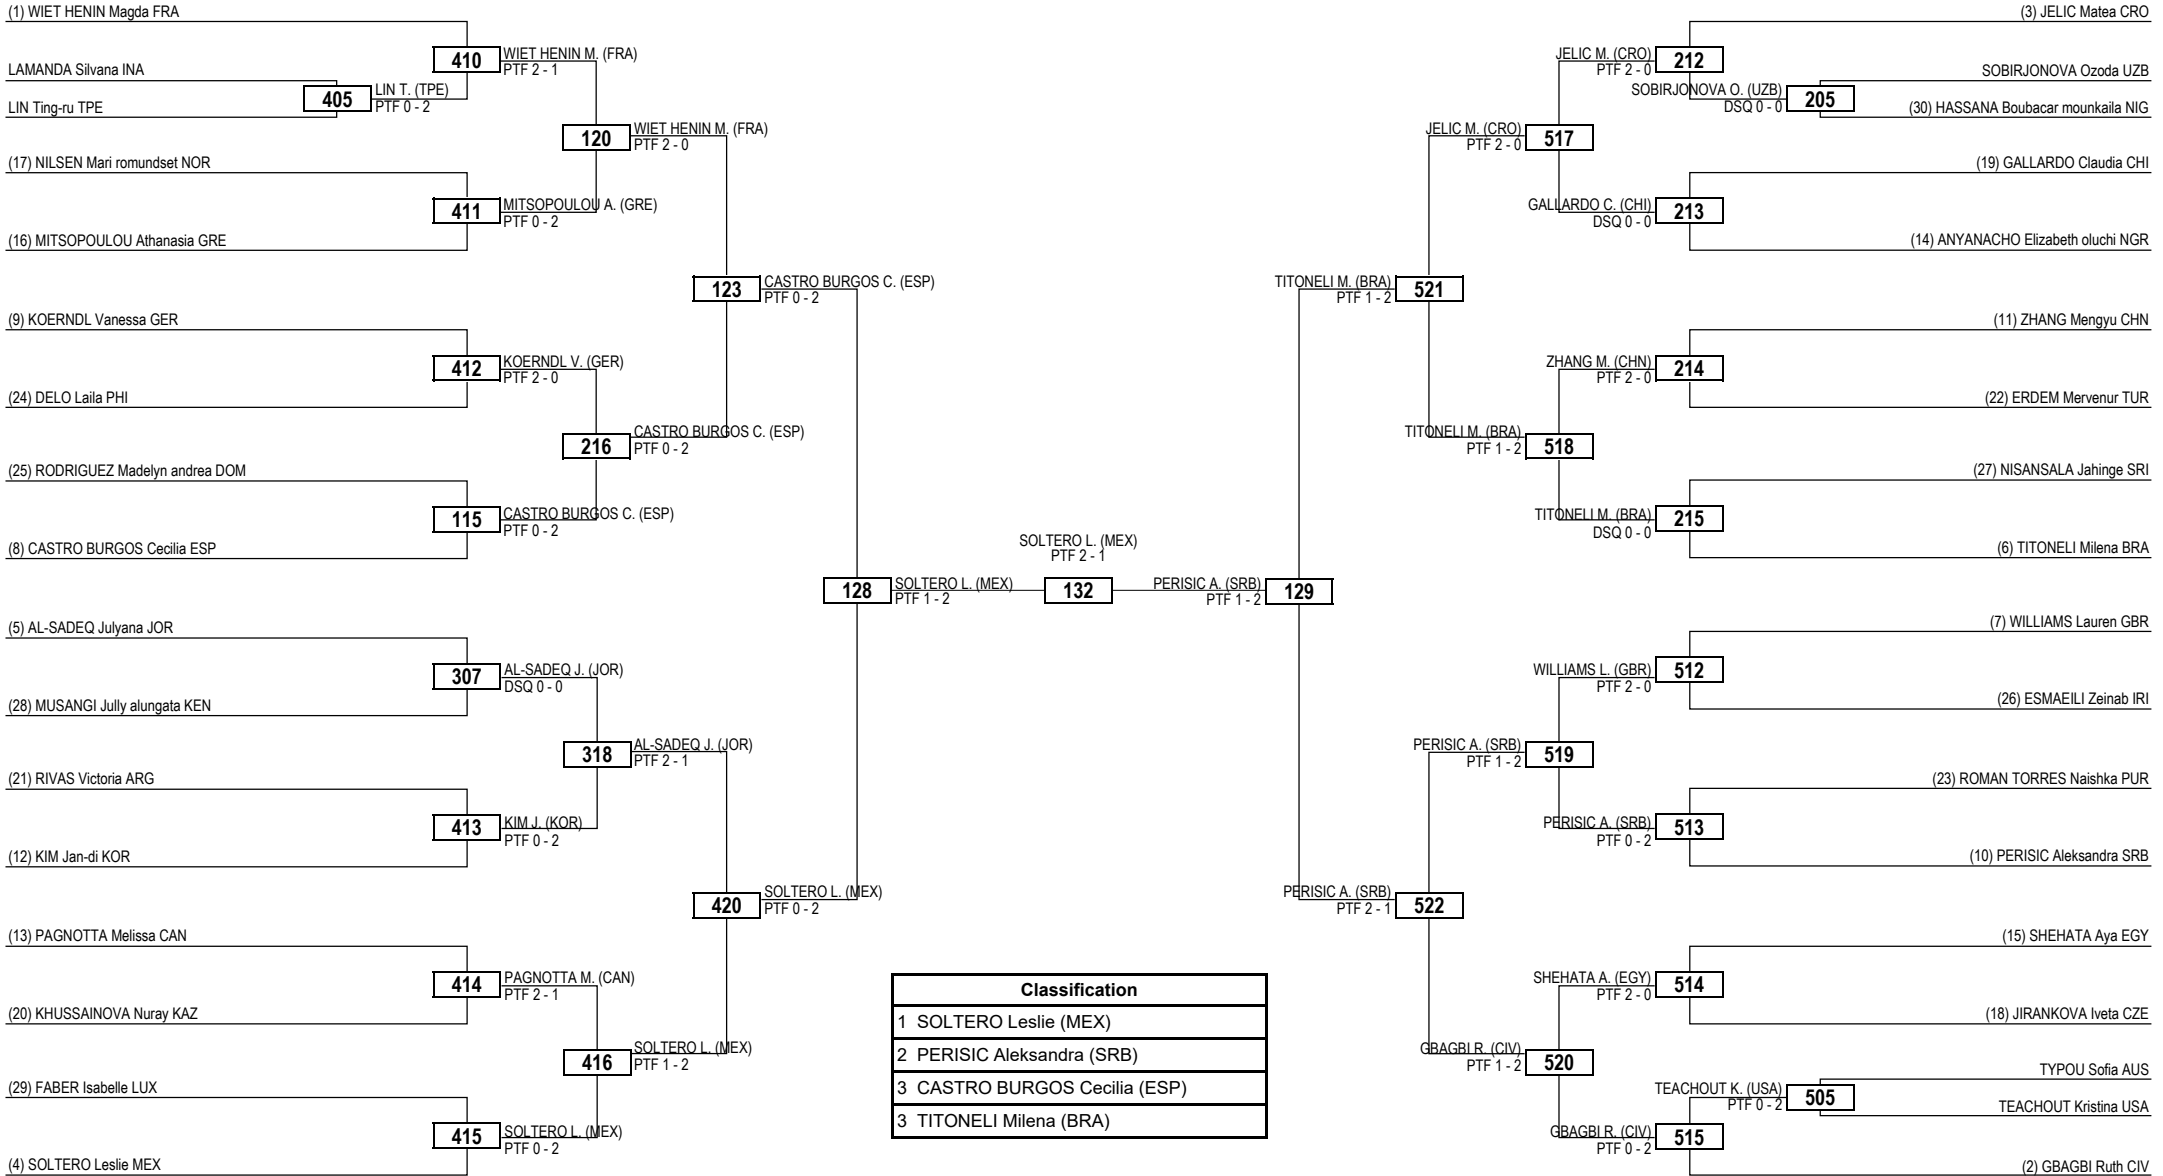 (1) WIET HENIN Magda FRA
410
WIET HENIN M. (FRA)
PTF 2 - 1
LAMANDA Silvana INA
405
LIN T. (TPE)
PTF 0 - 2
LIN Ting-ru TPE
120
WIET HENIN M. (FRA)
PTF 2 - 0
(17) NILSEN Mari romundset NOR
411
MITSOPOULOU A. (GRE)
PTF 0 - 2
(16) MITSOPOULOU Athanasia GRE
123
CASTRO BURGOS C. (ESP)
PTF 0 - 2
(9) KOERNDL Vanessa GER
412
KOERNDL V. (GER)
PTF 2 - 0
(24) DELO Laila PHI
216
CASTRO BURGOS C. (ESP)
PTF 0 - 2
(25) RODRIGUEZ Madelyn andrea DOM
115
CASTRO BURGOS C. (ESP)
PTF 0 - 2
(8) CASTRO BURGOS Cecilia ESP
128
SOLTERO L. (MEX)
PTF 1 - 2
(5) AL-SADEQ Julyana JOR
307
AL-SADEQ J. (JOR)
DSQ 0 - 0
(28) MUSANGI Jully alungata KEN
318
AL-SADEQ J. (JOR)
PTF 2 - 1
(21) RIVAS Victoria ARG
413
KIM J. (KOR)
PTF 0 - 2
(12) KIM Jan-di KOR
420
SOLTERO L. (MEX)
PTF 0 - 2
(13) PAGNOTTA Melissa CAN
414
PAGNOTTA M. (CAN)
PTF 2 - 1
(20) KHUSSAINOVA Nuray KAZ
416
SOLTERO L. (MEX)
PTF 1 - 2
(29) FABER Isabelle LUX
415
SOLTERO L. (MEX)
PTF 0 - 2
(4) SOLTERO Leslie MEX
SOLTERO L. (MEX)
PTF 2 - 1
132
(3) JELIC Matea CRO
JELIC M. (CRO)
PTF 2 - 0
212
SOBIRJONOVA Ozoda UZB
SOBIRJONOVA O. (UZB)
DSQ 0 - 0
205
(30) HASSANA Boubacar mounkaila NIG
JELIC M. (CRO)
PTF 2 - 0
517
(19) GALLARDO Claudia CHI
GALLARDO C. (CHI)
DSQ 0 - 0
213
(14) ANYANACHO Elizabeth oluchi NGR
TITONELI M. (BRA)
PTF 1 - 2
521
(11) ZHANG Mengyu CHN
ZHANG M. (CHN)
PTF 2 - 0
214
(22) ERDEM Mervenur TUR
TITONELI M. (BRA)
PTF 1 - 2
518
(27) NISANSALA Jahinge SRI
TITONELI M. (BRA)
DSQ 0 - 0
215
(6) TITONELI Milena BRA
PERISIC A. (SRB)
PTF 1 - 2
129
(7) WILLIAMS Lauren GBR
WILLIAMS L. (GBR)
PTF 2 - 0
512
(26) ESMAEILI Zeinab IRI
PERISIC A. (SRB)
PTF 1 - 2
519
(23) ROMAN TORRES Naishka PUR
PERISIC A. (SRB)
PTF 0 - 2
513
(10) PERISIC Aleksandra SRB
PERISIC A. (SRB)
PTF 2 - 1
522
(15) SHEHATA Aya EGY
SHEHATA A. (EGY)
PTF 2 - 0
514
(18) JIRANKOVA Iveta CZE
GBAGBI R. (CIV)
PTF 1 - 2
520
TYPOU Sofia AUS
TEACHOUT K. (USA)
PTF 0 - 2
505
TEACHOUT Kristina USA
GBAGBI R. (CIV)
PTF 0 - 2
515
(2) GBAGBI Ruth CIV
Classification
1 SOLTERO Leslie (MEX)
2 PERISIC Aleksandra (SRB)
3 CASTRO BURGOS Cecilia (ESP)
3 TITONELI Milena (BRA)